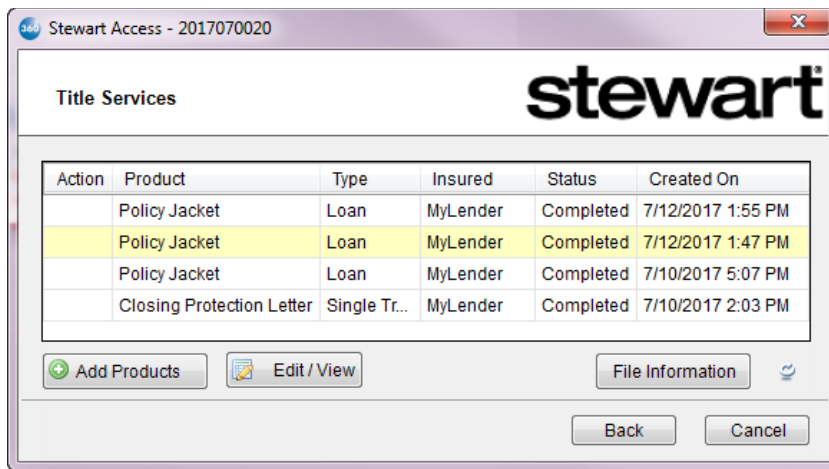 360 Stewart Access - 2017070020
Title Services
stewart
Action Product Type Insured Status Created On
Policy Jacket Loan MyLender Completed 7/12/2017 1:55 PM
Policy Jacket Loan MyLender Completed 7/12/2017 1:47 PM
Policy Jacket Loan MyLender Completed 7/10/2017 5:07 PM
Closing Protection Letter Single Tr... MyLender Completed 7/10/2017 2:03 PM
Add Products Edit / View File Information
Back Cancel